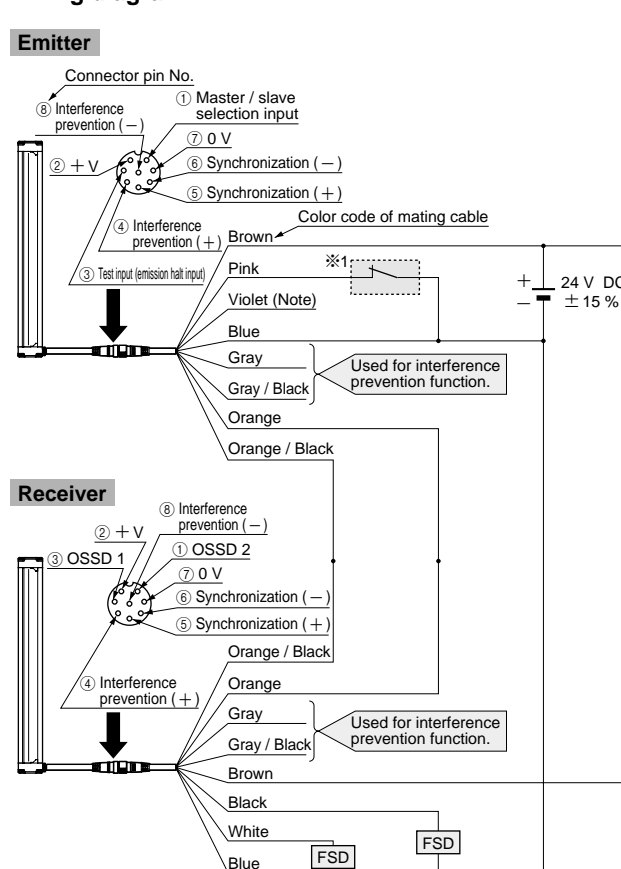 Emitter
Connector pin No.
⑧ Interference
prevention (－)
① Master / slave
selection input
⑦ 0 V
② ＋V
⑥ Synchronization (－)
⑤ Synchronization (＋)
④ Interference
prevention (＋)
③ Test input (emission halt input)
Color code of mating cable
Brown
※1
Pink
＋
－
24 V DC
±15 %
Violet (Note)
Blue
Gray
Gray / Black
Used for interference
prevention function.
Orange
Orange / Black
Receiver
⑧ Interference
prevention (－)
② ＋V
① OSSD 2
③ OSSD 1
⑦ 0 V
⑥ Synchronization (－)
⑤ Synchronization (＋)
④ Interference
prevention (＋)
Orange / Black
Orange
Gray
Gray / Black
Used for interference
prevention function.
Brown
Black
White
FSD
FSD
Blue